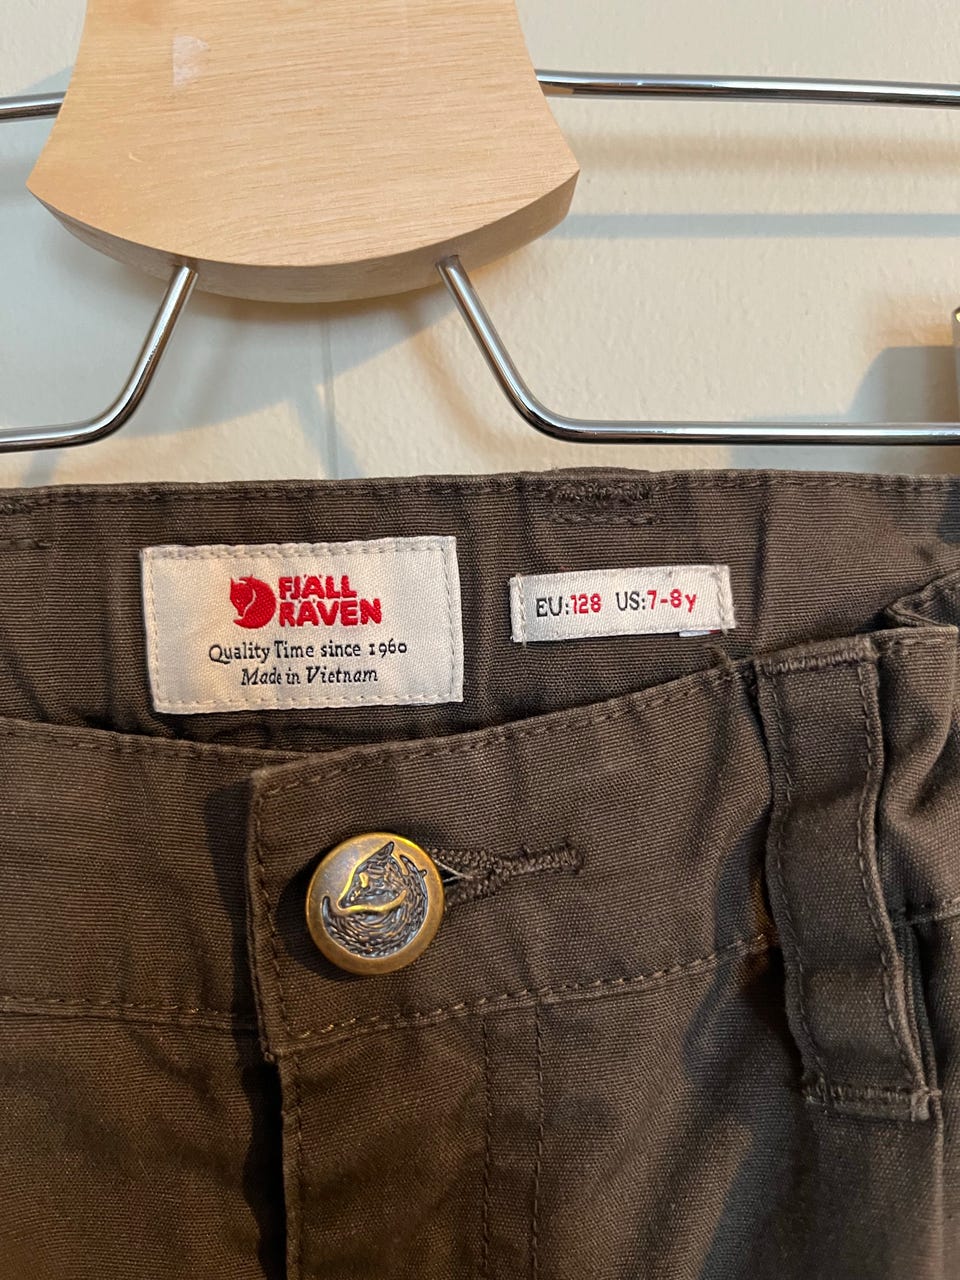 FJÄLL
RÄVEN
Quality Time since 1960
Made in Vietnam
EU:128 US:7-8y